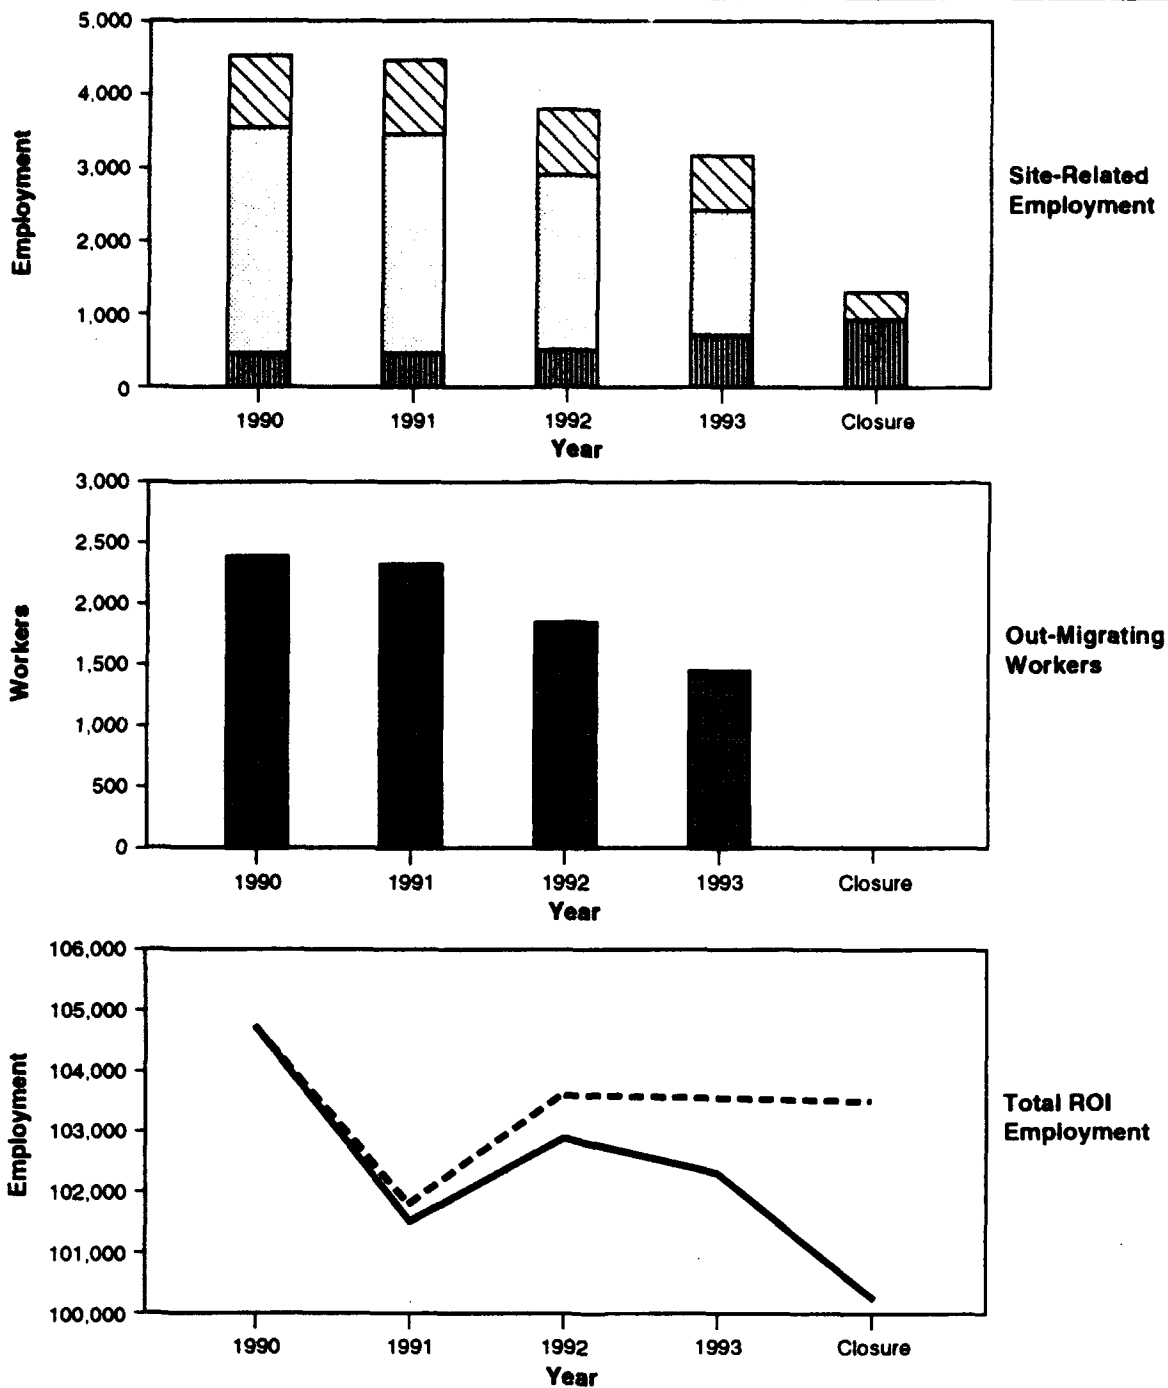 5,000
4,000
3,000
2,000
1,000
0
Employment
1990 1991 1992 1993 Closure
Year
Site-Related
Employment
3,000
2,500
2,000
1,500
1,000
500
0
Workers
1990 1991 1992 1993 Closure
Year
Out-Migrating
Workers
106,000
105,000
104,000
103,000
102,000
101,000
100,000
Employment
1990 1991 1992 1993 Closure
Year
Total ROI
Employment